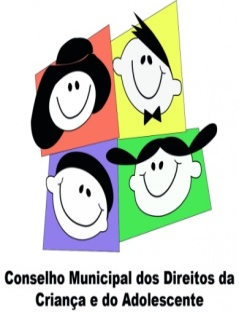 Conselho Municipal dos Direitos da
Criança e do Adolescente